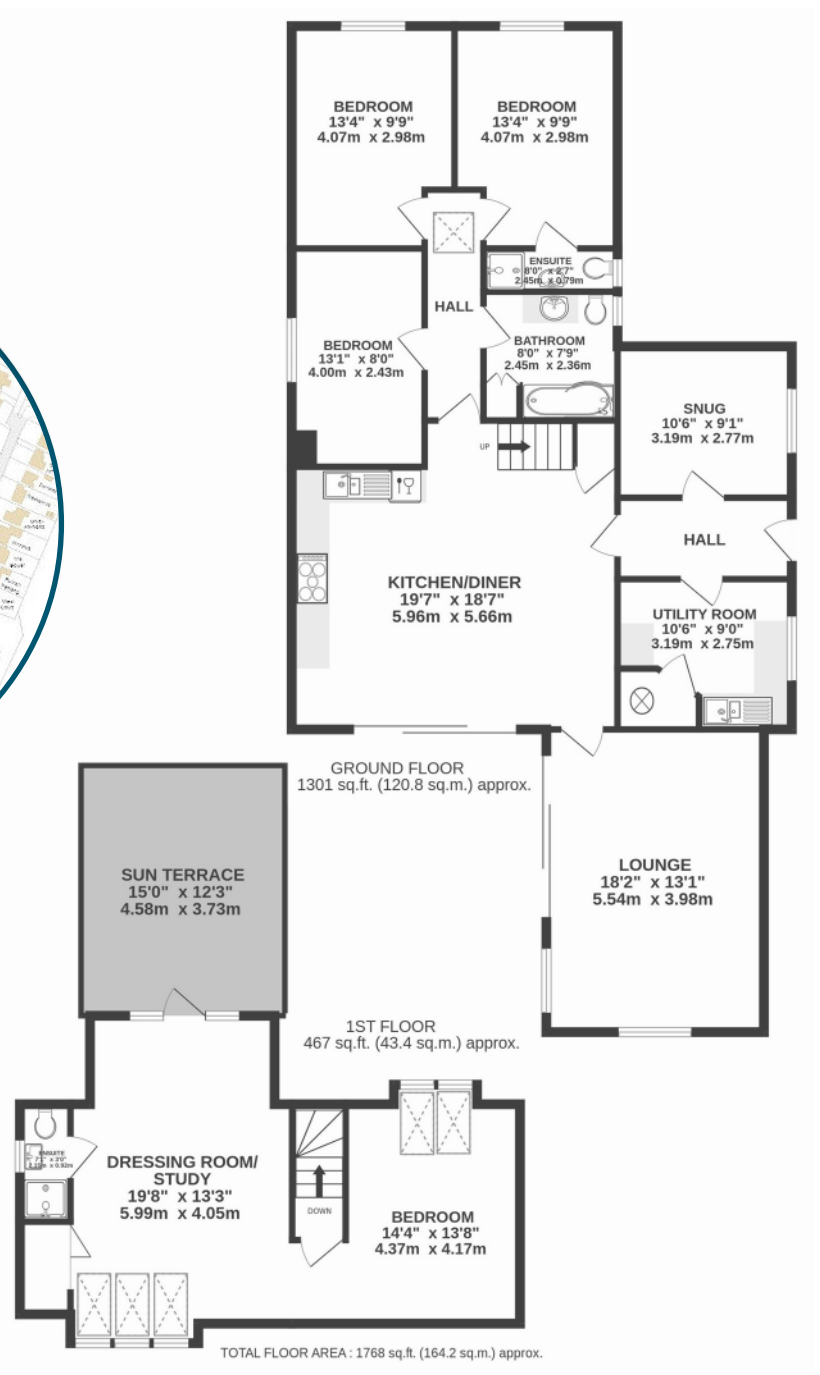 BEDROOM
13'4" x 9'9"
4.07m x 2.98m
BEDROOM
13'4" x 9'9"
4.07m x 2.98m
ENSUITE
8'0" x 2'7"
2.45m x 0.79m
HALL
BEDROOM
13'1" x 8'0"
4.00m x 2.43m
BATHROOM
8'0" x 7'9"
2.45m x 2.36m
SNUG
10'6" x 9'1"
3.19m x 2.77m
UP
HALL
KITCHEN/DINER
19'7" x 18'7"
5.96m x 5.66m
UTILITY ROOM
10'6" x 9'0"
3.19m x 2.75m
GROUND FLOOR
1301 sq.ft. (120.8 sq.m.) approx.
LOUNGE
18'2" x 13'1"
5.54m x 3.98m
SUN TERRACE
15'0" x 12'3"
4.58m x 3.73m
1ST FLOOR
467 sq.ft. (43.4 sq.m.) approx.
ENSUITE
DRESSING ROOM/
STUDY
19'8" x 13'3"
5.99m x 4.05m
DOWN
BEDROOM
14'4" x 13'8"
4.37m x 4.17m
TOTAL FLOOR AREA : 1768 sq.ft. (164.2 sq.m.) approx.